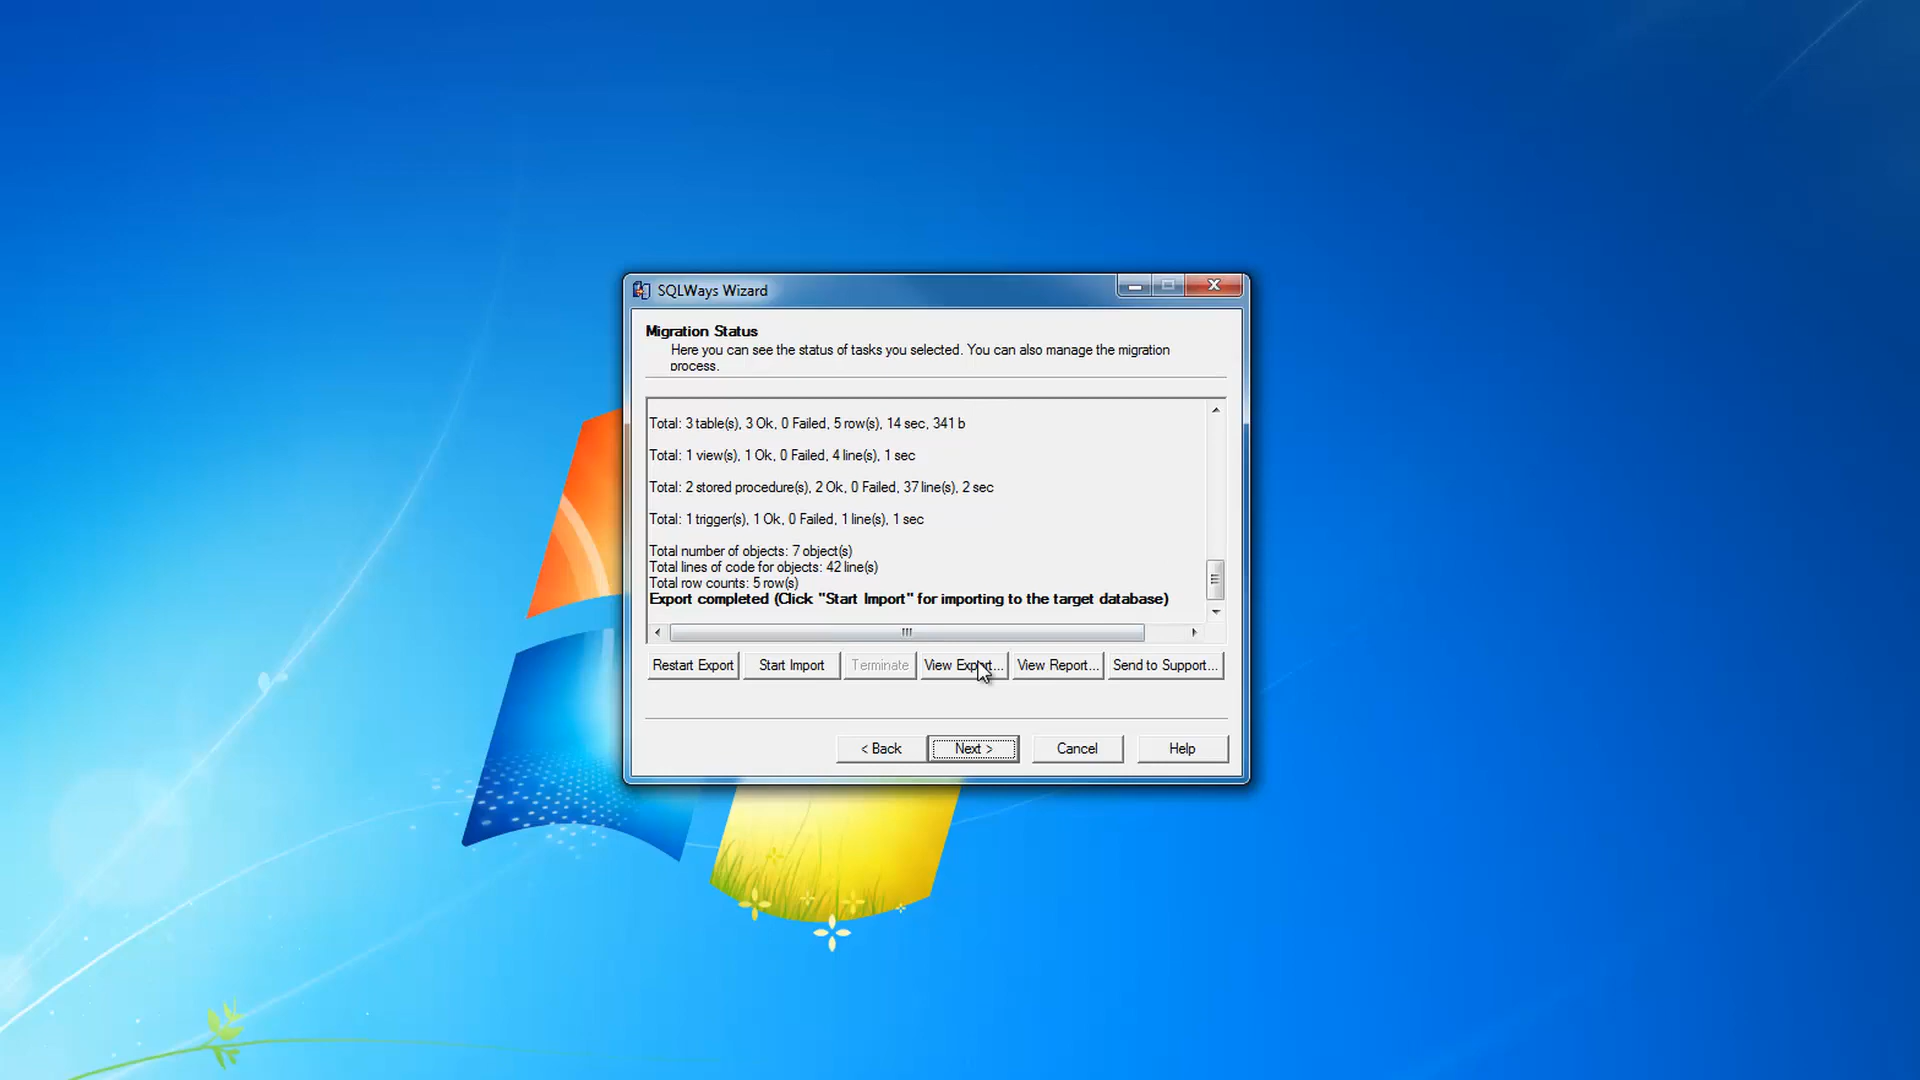 SQLWays Wizard
Migration Status
Here you can see the status of tasks you selected. You can also manage the migration
process.
Total: 3 table(s), 3 Ok, 0 Failed, 5 row(s), 14 sec, 341 b
Total: 1 view(s), 1 Ok, 0 Failed, 4 line(s), 1 sec
Total: 2 stored procedure(s), 2 Ok, 0 Failed, 37 line(s), 2 sec
Total: 1 trigger(s), 1 Ok, 0 Failed, 1 line(s), 1 sec
Total number of objects: 7 object(s)
Total lines of code for objects: 42 line(s)
Total row counts: 5 row(s)
Export completed (Click "Start Import" for importing to the target database)
Restart Export Start Import Terminate View Export... View Report... Send to Support...
< Back Next > Cancel Help